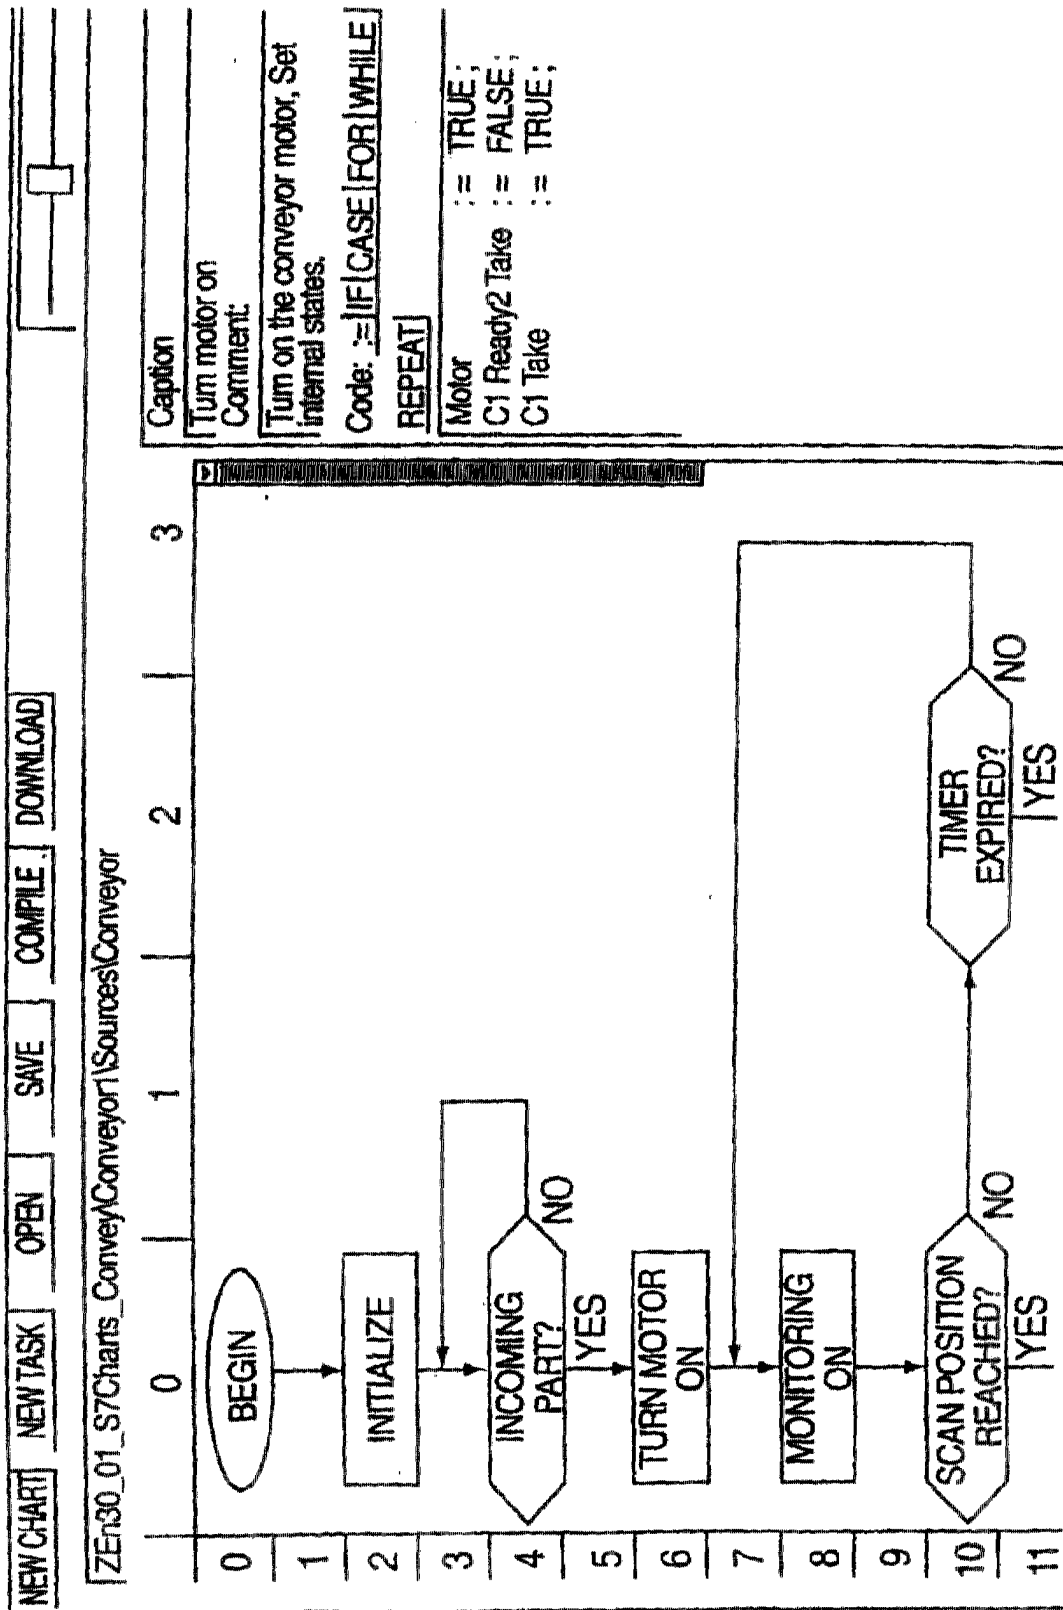 NEW CHART NEW TASK OPEN SAVE COMPILE DOWNLOAD
ZEn30_01_S7Charts_Convey\Conveyor1\Sources\Conveyor
0 1 2 3
0
1
2
3
4
5
6
7
8
9
10
11
BEGIN
INITIALIZE
INCOMING
PART?
NO
YES
TURN MOTOR
ON
MONITORING
ON
SCAN POSITION
REACHED?
NO
YES
TIMER
EXPIRED?
NO
YES
Caption
Turn motor on
Comment:
Turn on the conveyor motor, Set
internal states.
Code: := IF CASE FOR WHILE
REPEAT
Motor := TRUE;
C1 Ready2 Take := FALSE;
C1 Take := TRUE;